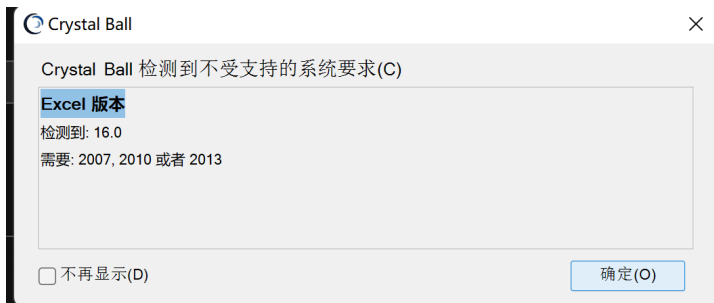 Crystal Ball
Crystal Ball 检测到不受支持的系统要求(C)
Excel 版本
检测到: 16.0
需要: 2007, 2010 或者 2013
不再显示(D)
确定(O)